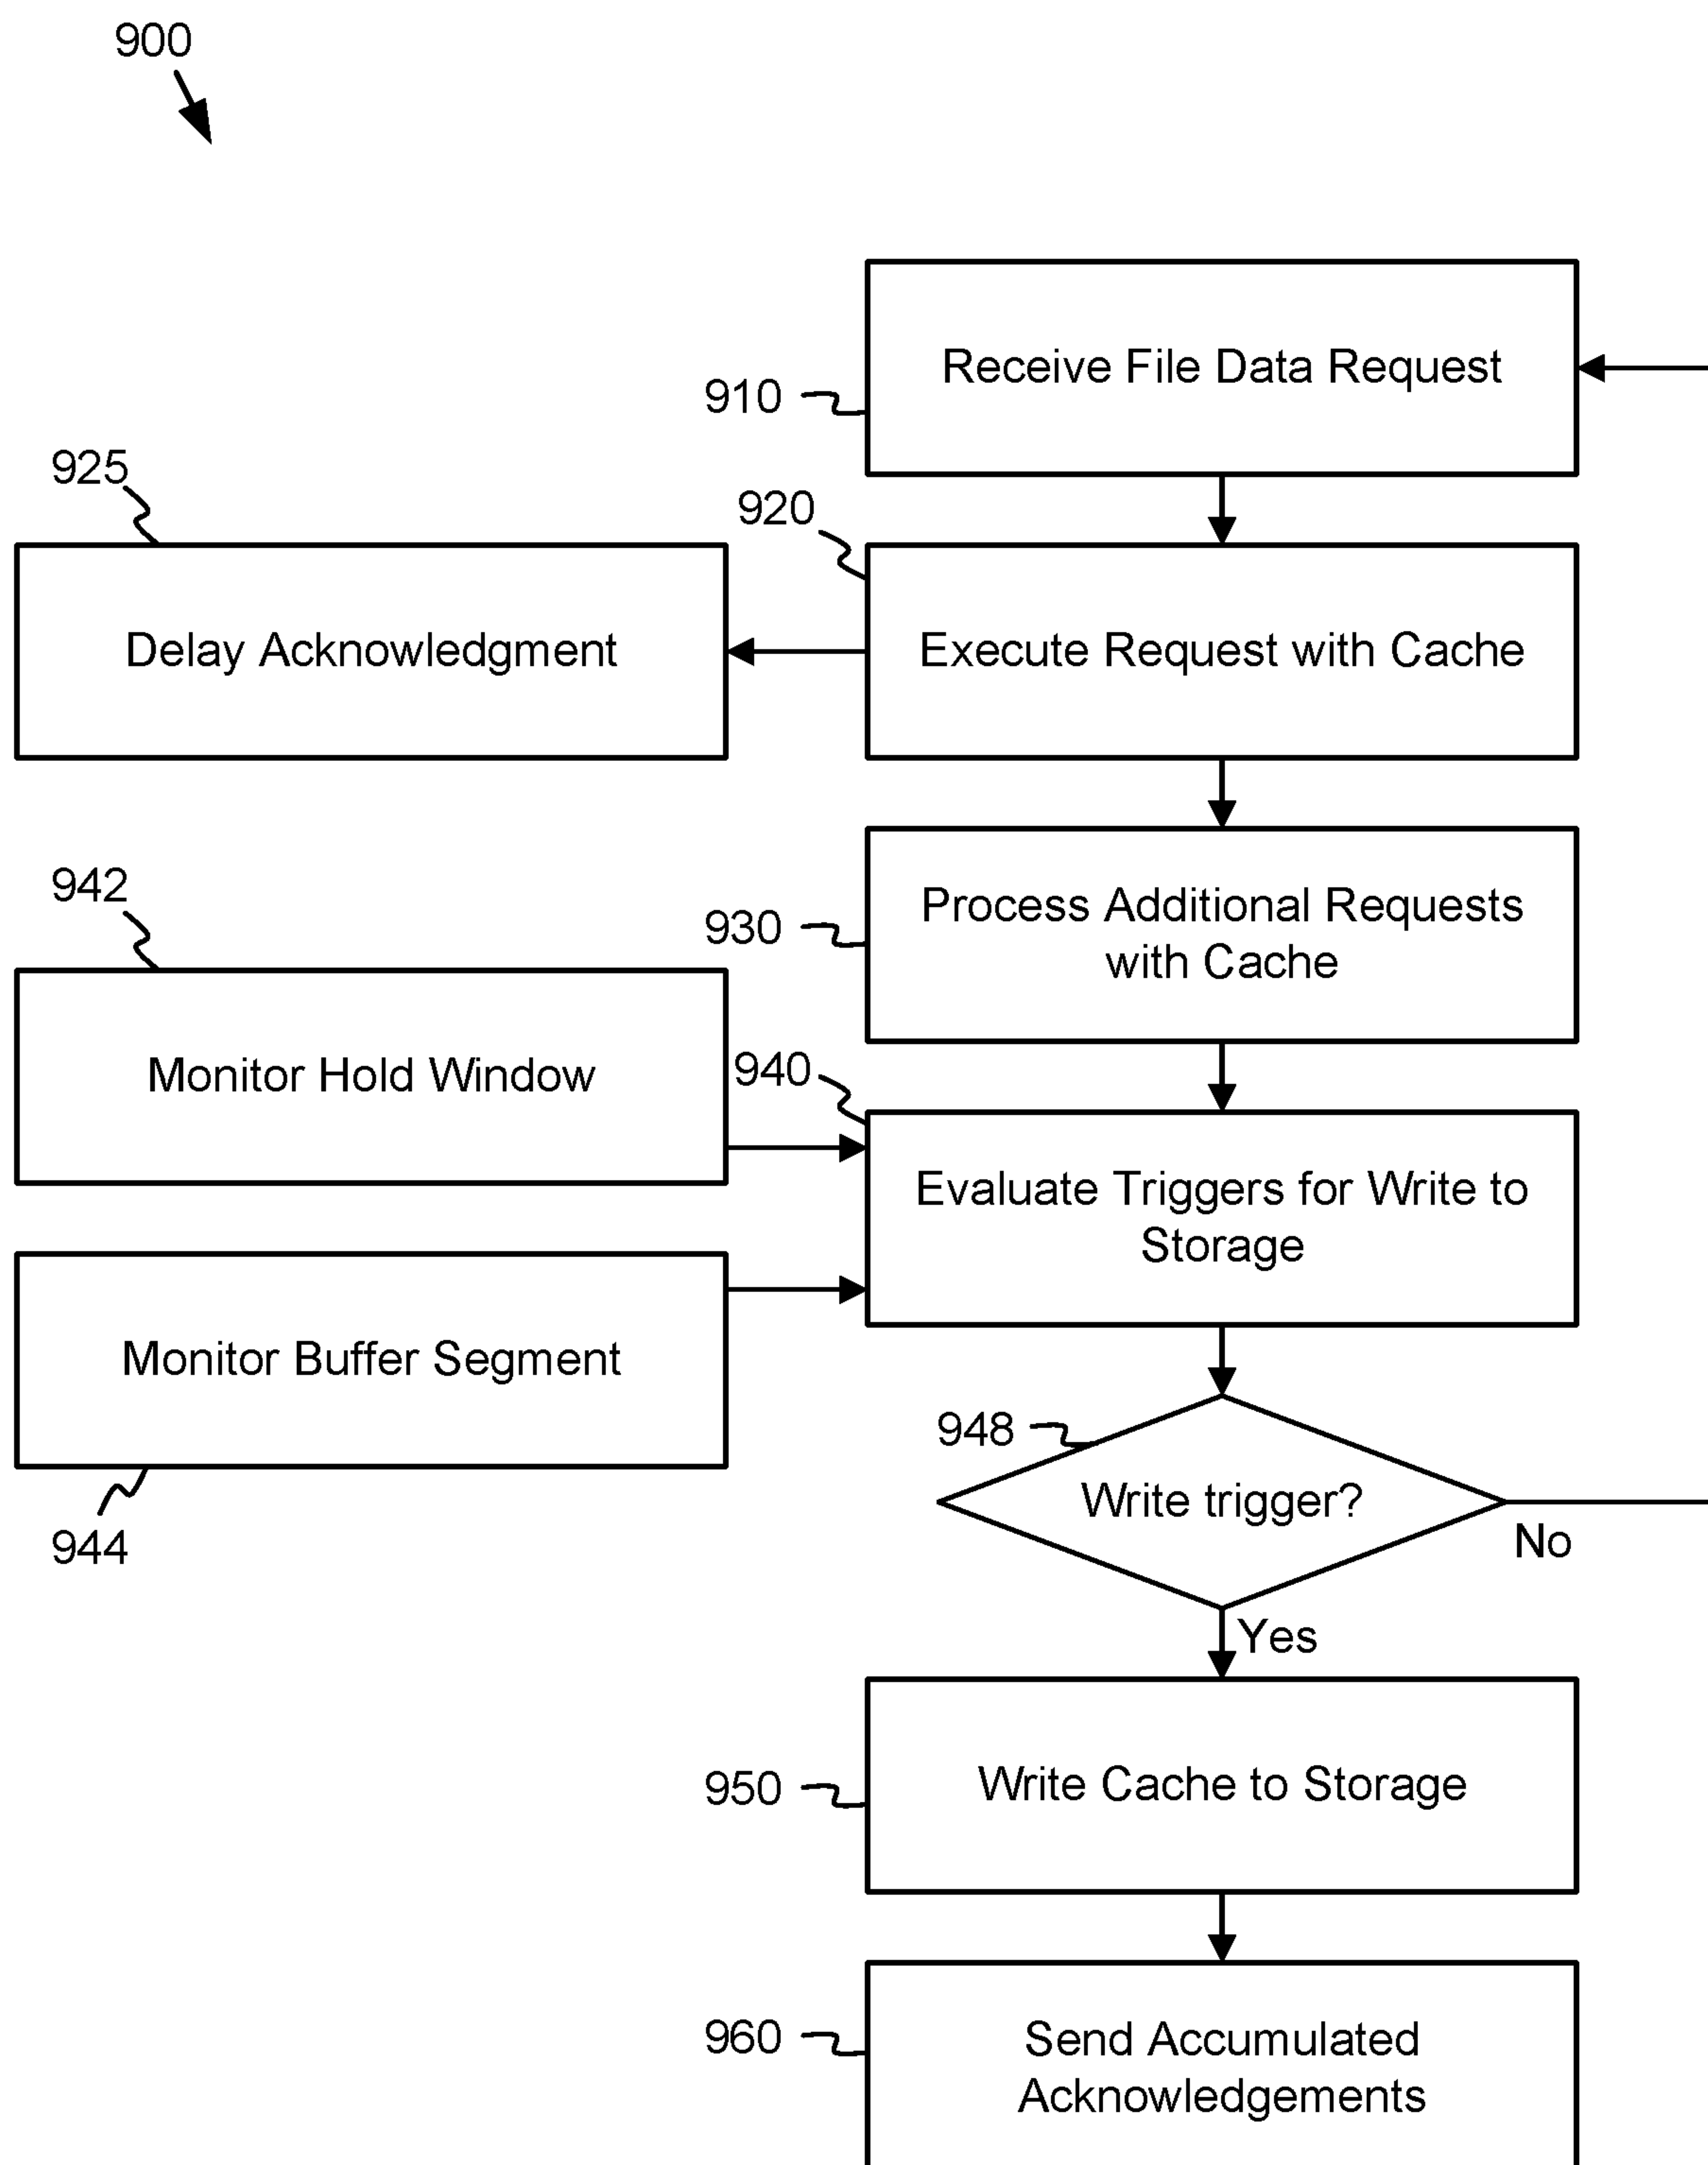 900
Receive File Data Request
910
925
920
Delay Acknowledgment
Execute Request with Cache
942
930
Process Additional Requests
with Cache
Monitor Hold Window
940
Evaluate Triggers for Write to
Storage
Monitor Buffer Segment
944
948
Write trigger?
No
Yes
950
Write Cache to Storage
960
Send Accumulated
Acknowledgements